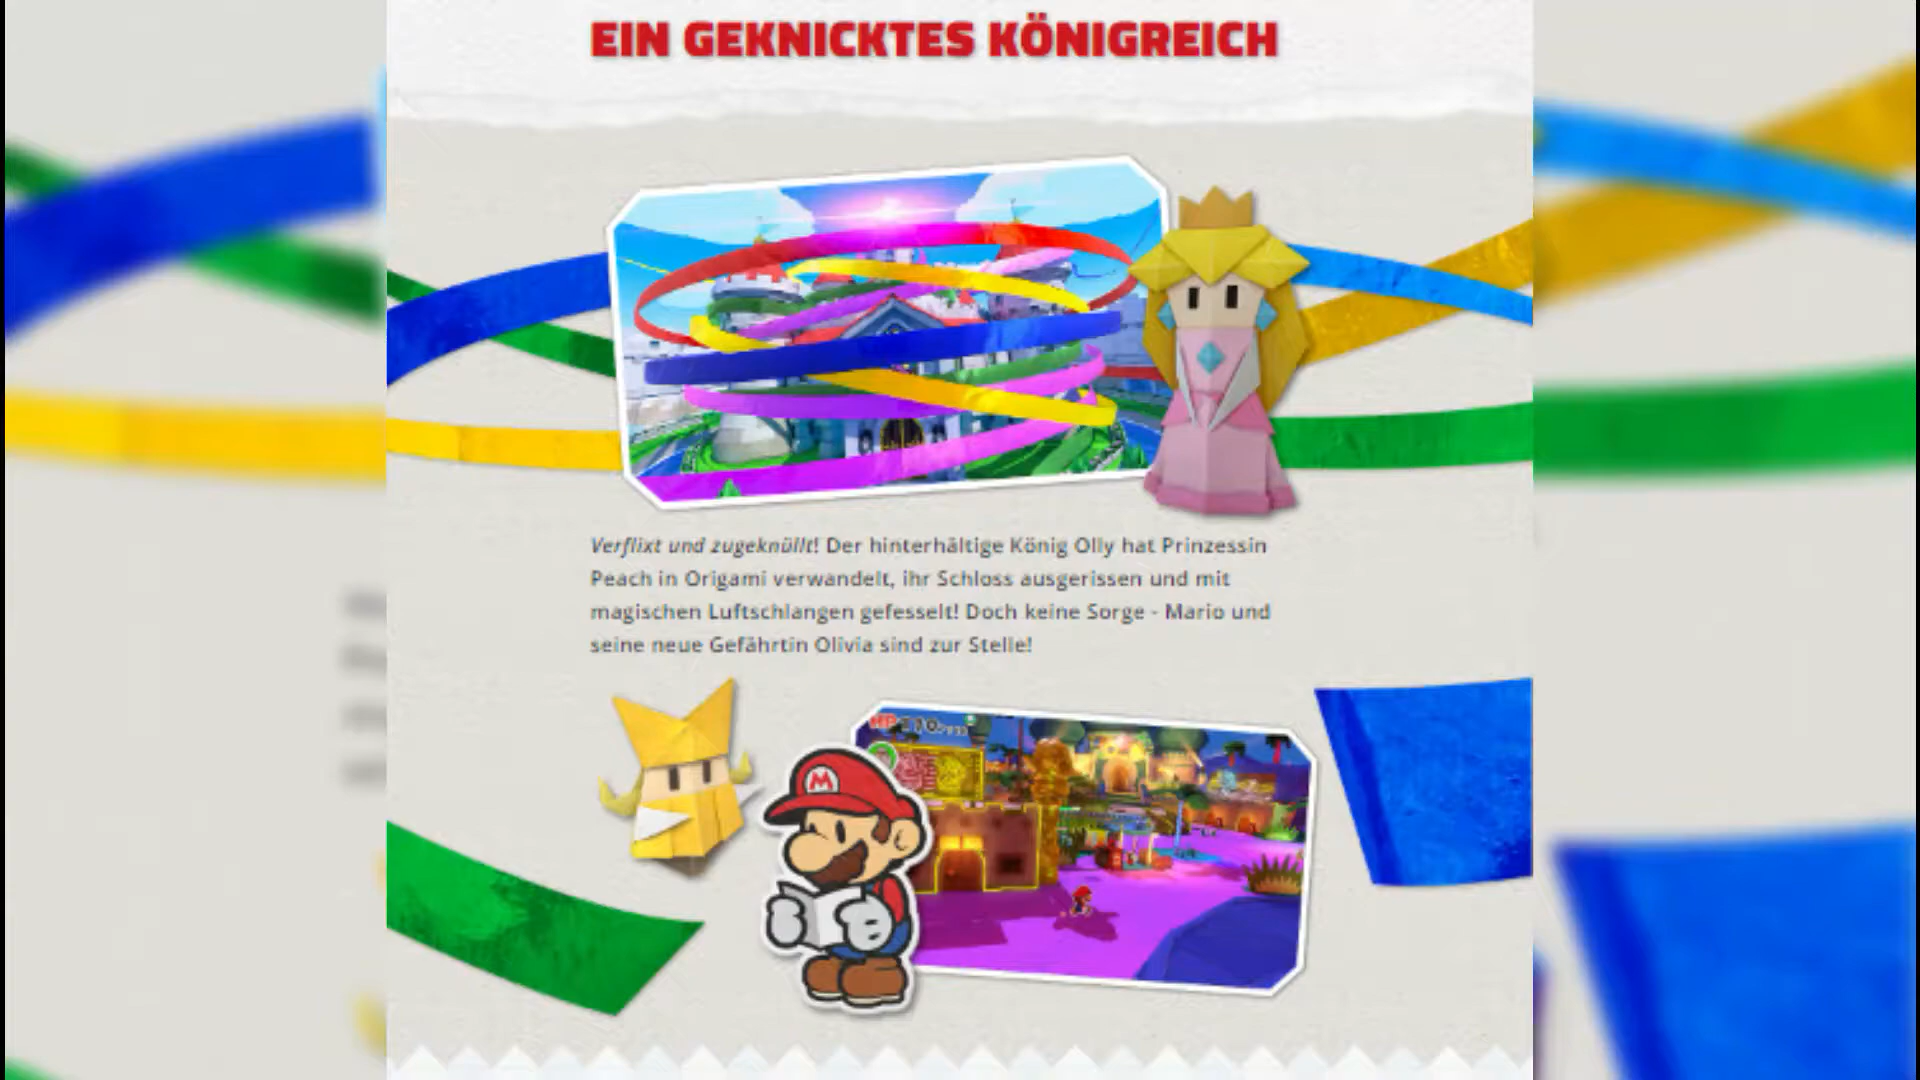 EIN GEKNICKTES KÖNIGREICH
Verflixt und zugeknüllt! Der hinterhältige König Olly hat Prinzessin
Peach in Origami verwandelt, ihr Schloss ausgerissen und mit
magischen Luftschlangen gefesselt! Doch keine Sorge - Mario und
seine neue Gefährtin Olivia sind zur Stelle!
HP
M